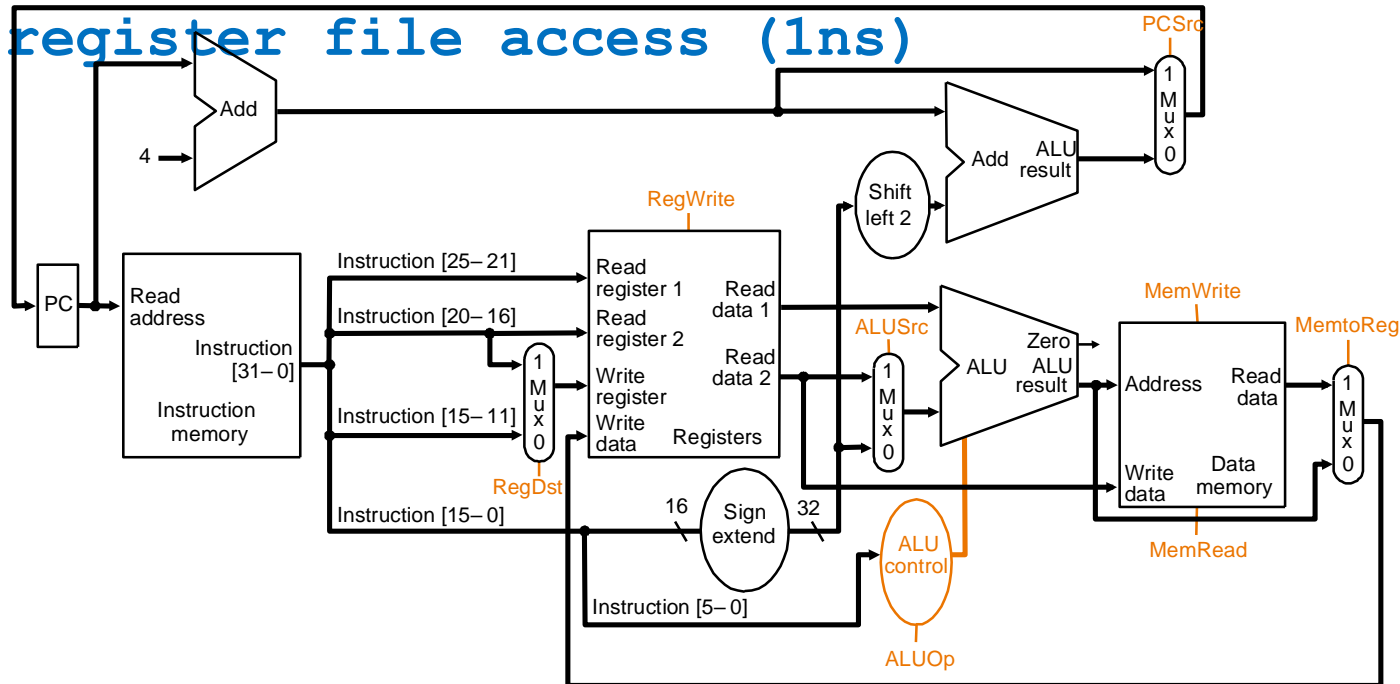 register file access (1ns)
PCSrc
1
M
u
x
0
Add
4
Add
ALU
result
Shift
left 2
RegWrite
PC
Read
address
Instruction
[31–0]
Instruction
memory
Instruction [25–21]
Instruction [20–16]
Instruction [15–11]
Instruction [15–0]
1
M
u
x
0
RegDst
Read
register 1
Read
register 2
Write
register
Write
data
Read
data 1
Read
data 2
Registers
16
Sign
extend
32
Instruction [5–0]
ALUSrc
1
M
u
x
0
Zero
ALU
ALU
result
ALU
control
ALUOp
MemWrite
Address
Read
data
Write
data
Data
memory
MemRead
MemtoReg
1
M
u
x
0